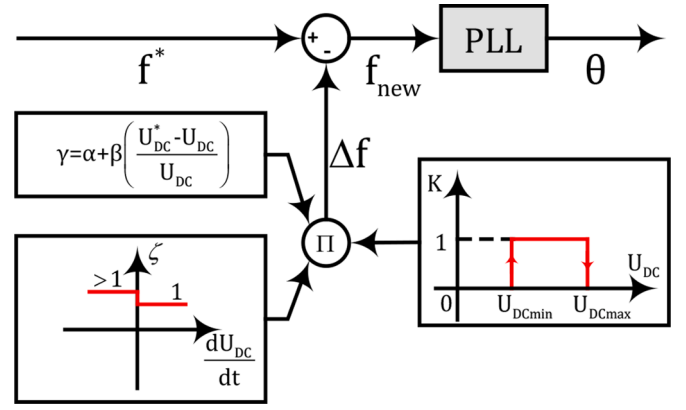 +
-
PLL
f*
f_new
θ
γ=α+β((U*_DC-U_DC)/U_DC)
Δf
K
1
U_DC
0
U_DCmin
U_DCmax
Π
ζ
>1
1
dU_DC
dt